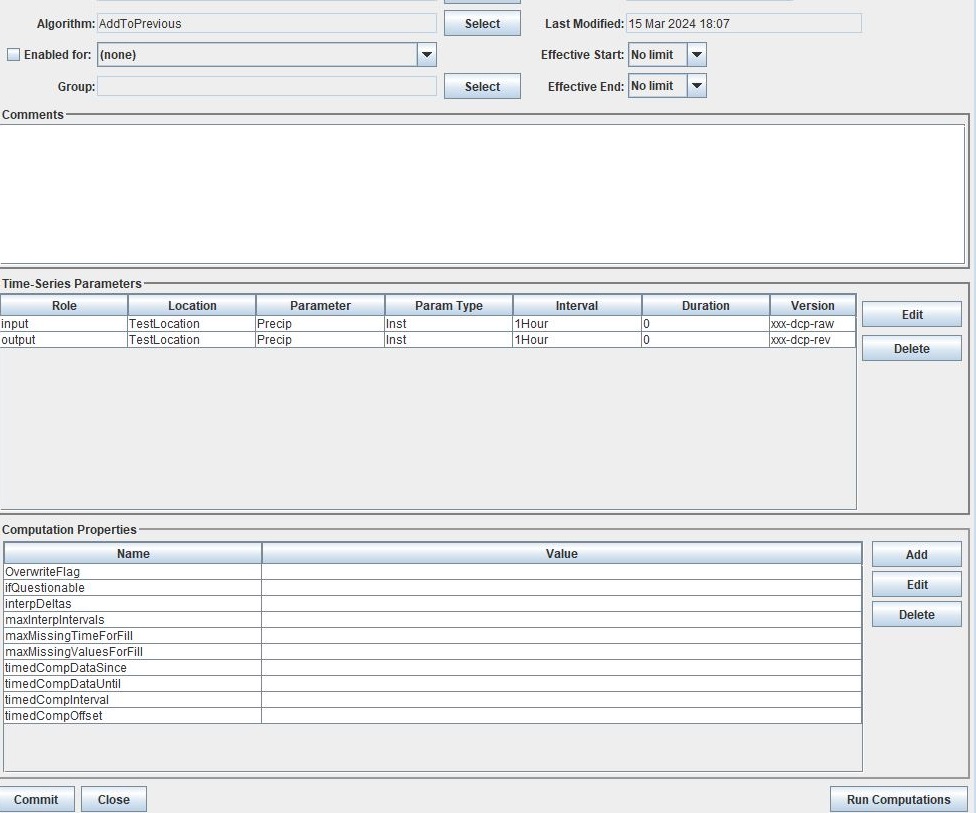 Algorithm: AddToPrevious Select Last Modified: 15 Mar 2024 18:07
Enabled for: (none) Effective Start: No limit
Group: Select Effective End: No limit
Comments
Time-Series Parameters
Role Location Parameter Param Type Interval Duration Version
input TestLocation Precip Inst 1Hour 0 xxx-dcp-raw
output TestLocation Precip Inst 1Hour 0 xxx-dcp-rev
Edit
Delete
Computation Properties
Name Value
OverwriteFlag
ifQuestionable
interpDeltas
maxInterpIntervals
maxMissingTimeForFill
maxMissingValuesForFill
timedCompDataSince
timedCompDataUntil
timedCompInterval
timedCompOffset
Add
Edit
Delete
Commit Close Run Computations